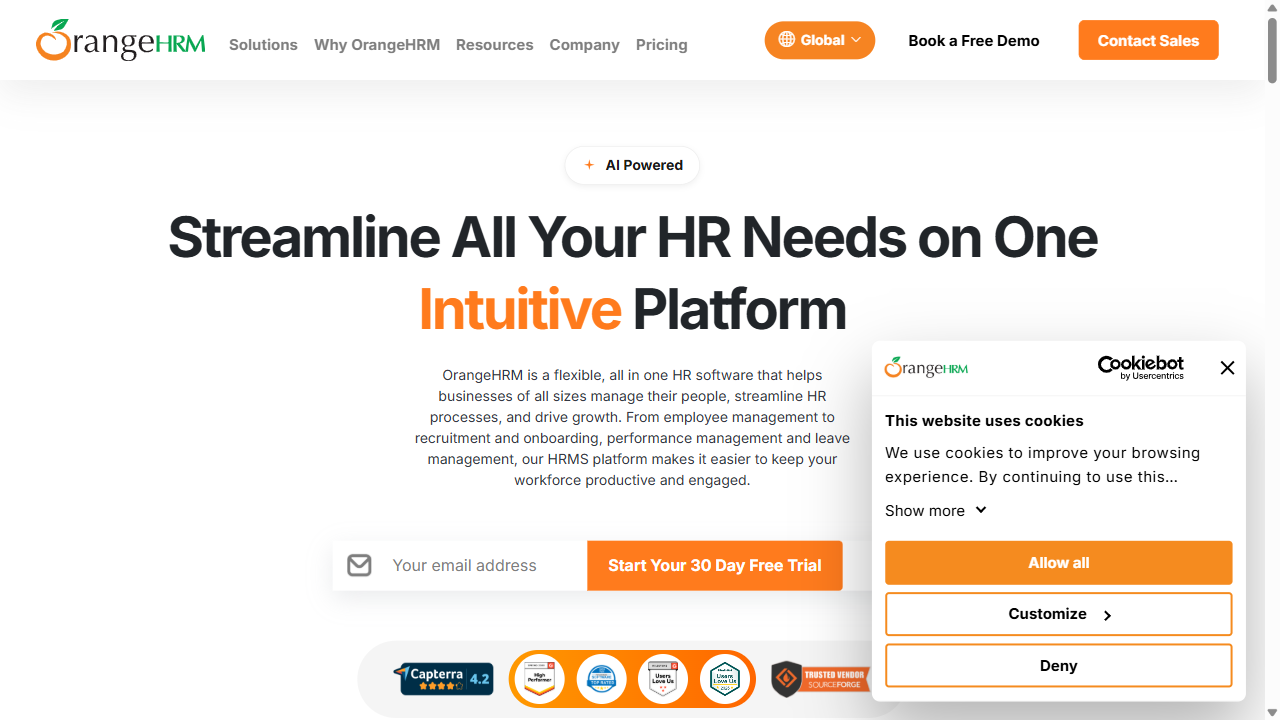 OrangeHRM
Solutions
Why OrangeHRM
Resources
Company
Pricing
Global
Book a Free Demo
Contact Sales
AI Powered
Streamline All Your HR Needs on One
Intuitive Platform
OrangeHRM is a flexible, all in one HR software that helps
businesses of all sizes manage their people, streamline HR
processes, and drive growth. From employee management to
recruitment and onboarding, performance management and leave
management, our HRMS platform makes it easier to keep your
workforce productive and engaged.
Your email address
Start Your 30 Day Free Trial
Capterra 4.2
High
Performer
SOFTWARE
TOP RATED
Users
Love Us
Users
Love Us
TRUSTED VENDOR
SOURCEFORGE
OrangeHRM
Cookiebot
by Usercentrics
This website uses cookies
We use cookies to improve your browsing
experience. By continuing to use this...
Show more
Allow all
Customize
Deny